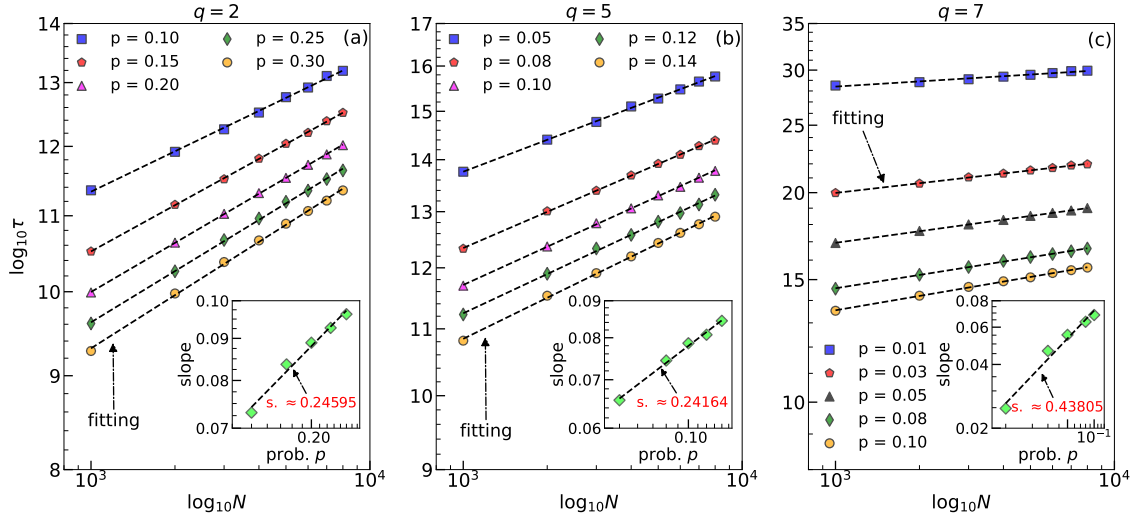 q = 2
(a)
p = 0.10
p = 0.15
p = 0.20
p = 0.25
p = 0.30
14
13
12
11
10
9
8
log₁₀τ
fitting
0.10
0.09
0.08
0.07
slope
s. ≈0.24595
0.20
prob. p
10³
10⁴
log₁₀N
q = 5
(b)
p = 0.05
p = 0.08
p = 0.10
p = 0.12
p = 0.14
17
16
15
14
13
12
11
10
9
fitting
0.09
0.08
0.07
0.06
slope
s. ≈0.24164
0.10
prob. p
10³
10⁴
log₁₀N
q = 7
(c)
35
30
25
20
15
10
fitting
p = 0.01
p = 0.03
p = 0.05
p = 0.08
p = 0.10
0.08
0.06
0.04
0.02
slope
s. ≈0.43805
10⁻¹
prob. p
10³
10⁴
log₁₀N